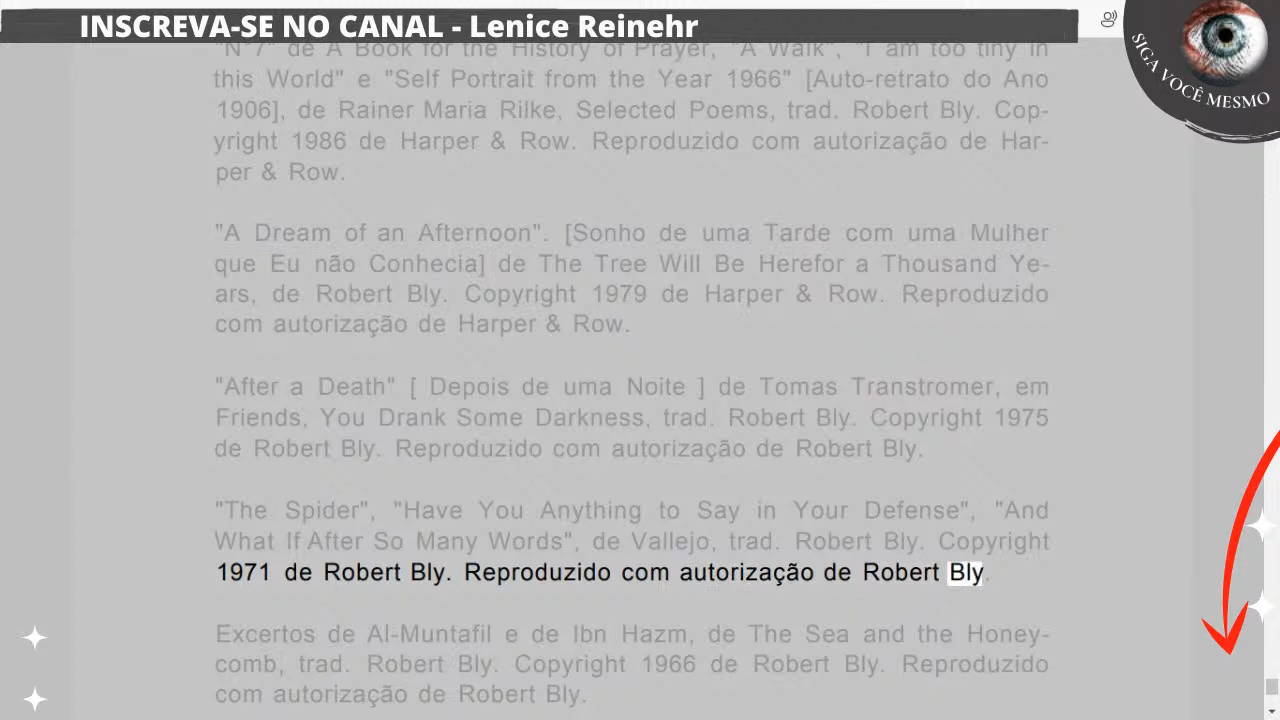 INSCREVA-SE NO CANAL - Lenice Reinehr
SIGA VOCÊ MESMO
"N°7" de A Book for the History of Prayer, "A Walk", "I am too tiny in
this World" e "Self Portrait from the Year 1966" [Auto-retrato do Ano
1906], de Rainer Maria Rilke, Selected Poems, trad. Robert Bly. Cop-
yright 1986 de Harper & Row. Reproduzido com autorização de Har-
per & Row.
"A Dream of an Afternoon". [Sonho de uma Tarde com uma Mulher
que Eu não Conhecia] de The Tree Will Be Herefor a Thousand Ye-
ars, de Robert Bly. Copyright 1979 de Harper & Row. Reproduzido
com autorização de Harper & Row.
"After a Death" [ Depois de uma Noite ] de Tomas Transtromer, em
Friends, You Drank Some Darkness, trad. Robert Bly. Copyright 1975
de Robert Bly. Reproduzido com autorização de Robert Bly.
"The Spider", "Have You Anything to Say in Your Defense", "And
What If After So Many Words", de Vallejo, trad. Robert Bly. Copyright
1971 de Robert Bly. Reproduzido com autorização de Robert Bly.
Excertos de Al-Muntafil e de Ibn Hazm, de The Sea and the Honey-
comb, trad. Robert Bly. Copyright 1966 de Robert Bly. Reproduzido
com autorização de Robert Bly.